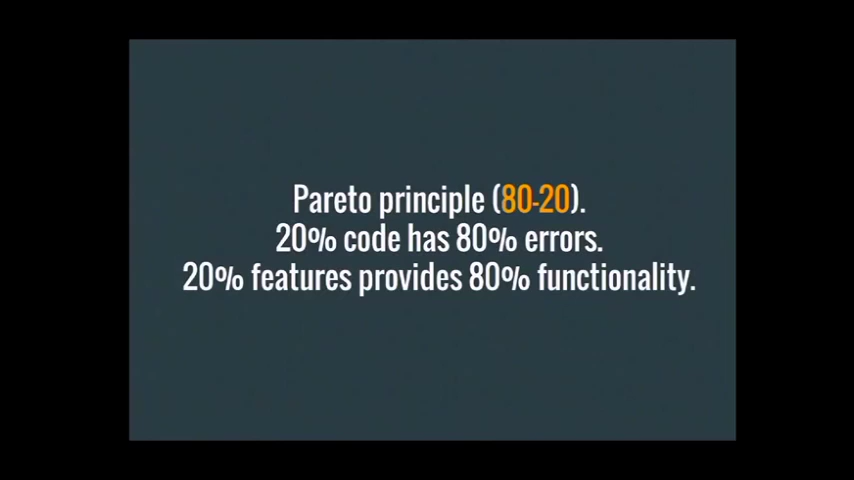 Pareto principle (80-20).
20% code has 80% errors.
20% features provides 80% functionality.